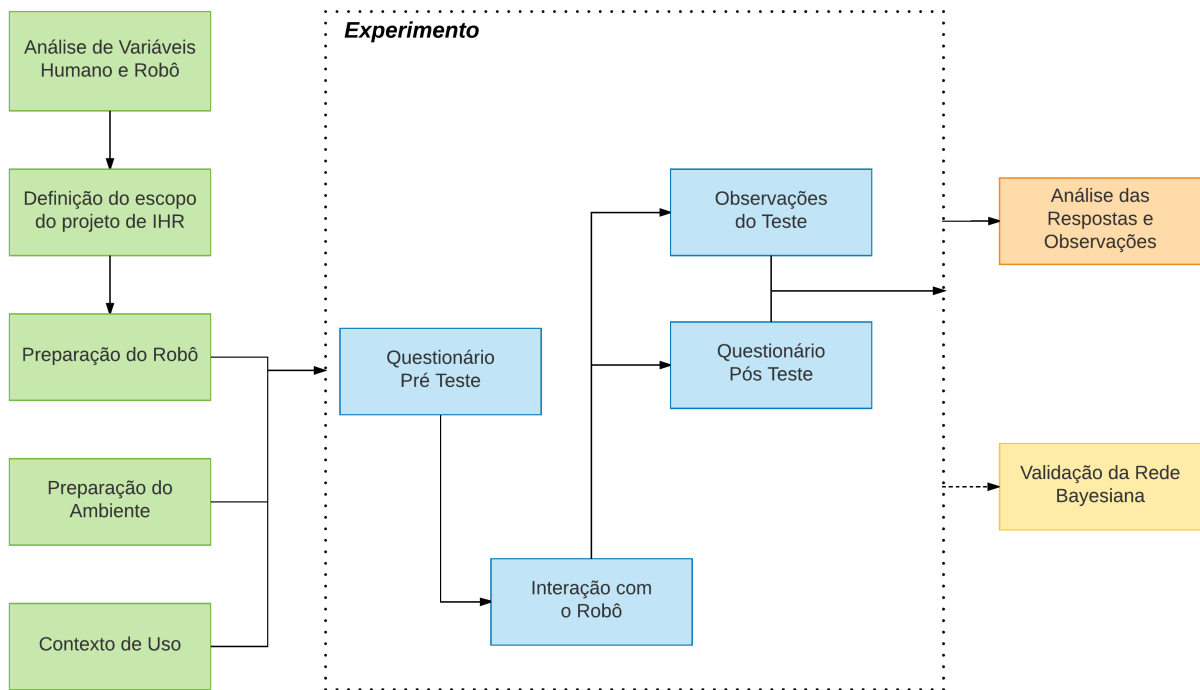 Experimento
Análise de Variáveis
Humano e Robô
Definição do escopo
do projeto de IHR
Preparação do Robô
Preparação do
Ambiente
Contexto de Uso
Questionário
Pré Teste
Interação com
o Robô
Observações
do Teste
Questionário
Pós Teste
Análise das
Respostas e
Observações
Validação da Rede
Bayesiana